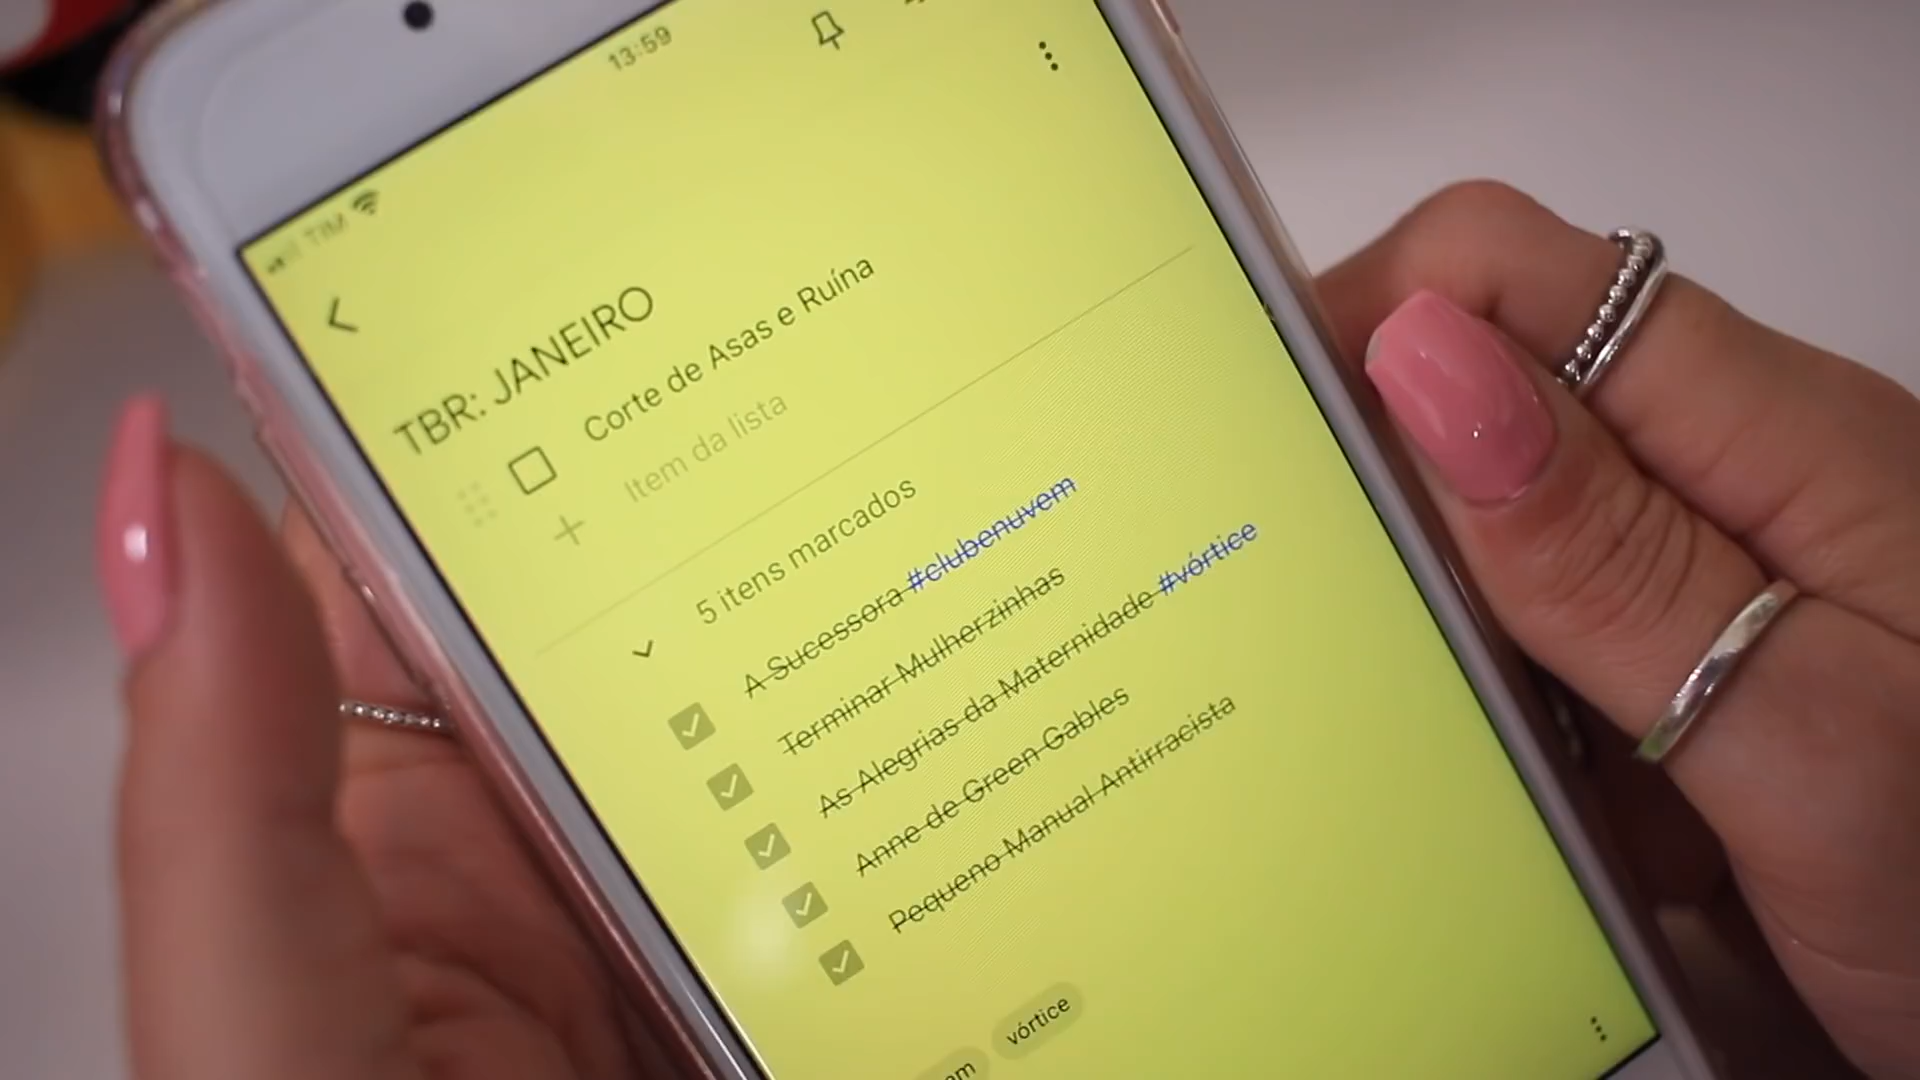 TIM
13:59
TBR: JANEIRO
Corte de Asas e Ruína
Item da lista
5 itens marcados
A Sucessora #clubenuvem
Terminar Mulherzinhas
As Alegrias da Maternidade #vórtice
Anne de Green Gables
Pequeno Manual Antirracista
vórtice